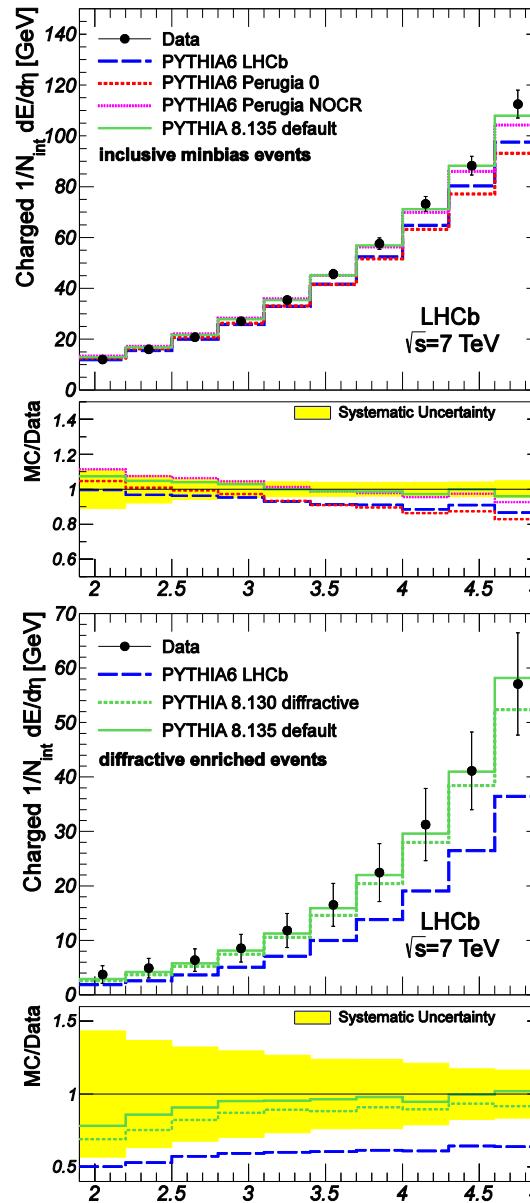 Charged 1/N_int dE/dη [GeV]
140
120
100
80
60
40
20
0
Data
PYTHIA6 LHCb
PYTHIA6 Perugia 0
PYTHIA6 Perugia NOCR
PYTHIA 8.135 default
inclusive minbias events
LHCb
√s=7 TeV
MC/Data
1.4
1.2
1
0.8
0.6
Systematic Uncertainty
2 2.5 3 3.5 4 4.5
Charged 1/N_int dE/dη [GeV]
70
60
50
40
30
20
10
0
Data
PYTHIA6 LHCb
PYTHIA 8.130 diffractive
PYTHIA 8.135 default
diffractive enriched events
LHCb
√s=7 TeV
MC/Data
1.5
1
0.5
Systematic Uncertainty
2 2.5 3 3.5 4 4.5